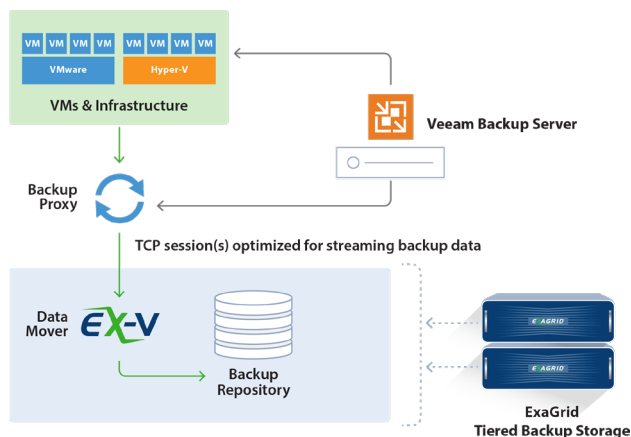 VM VM VM VM VM VM VM VM
VMware Hyper-V
VMs & Infrastructure
Veeam Backup Server
Backup
Proxy
TCP session(s) optimized for streaming backup data
Data
Mover
EX-V
Backup
Repository
EXAGRID
EXAGRID
ExaGrid
Tiered Backup Storage